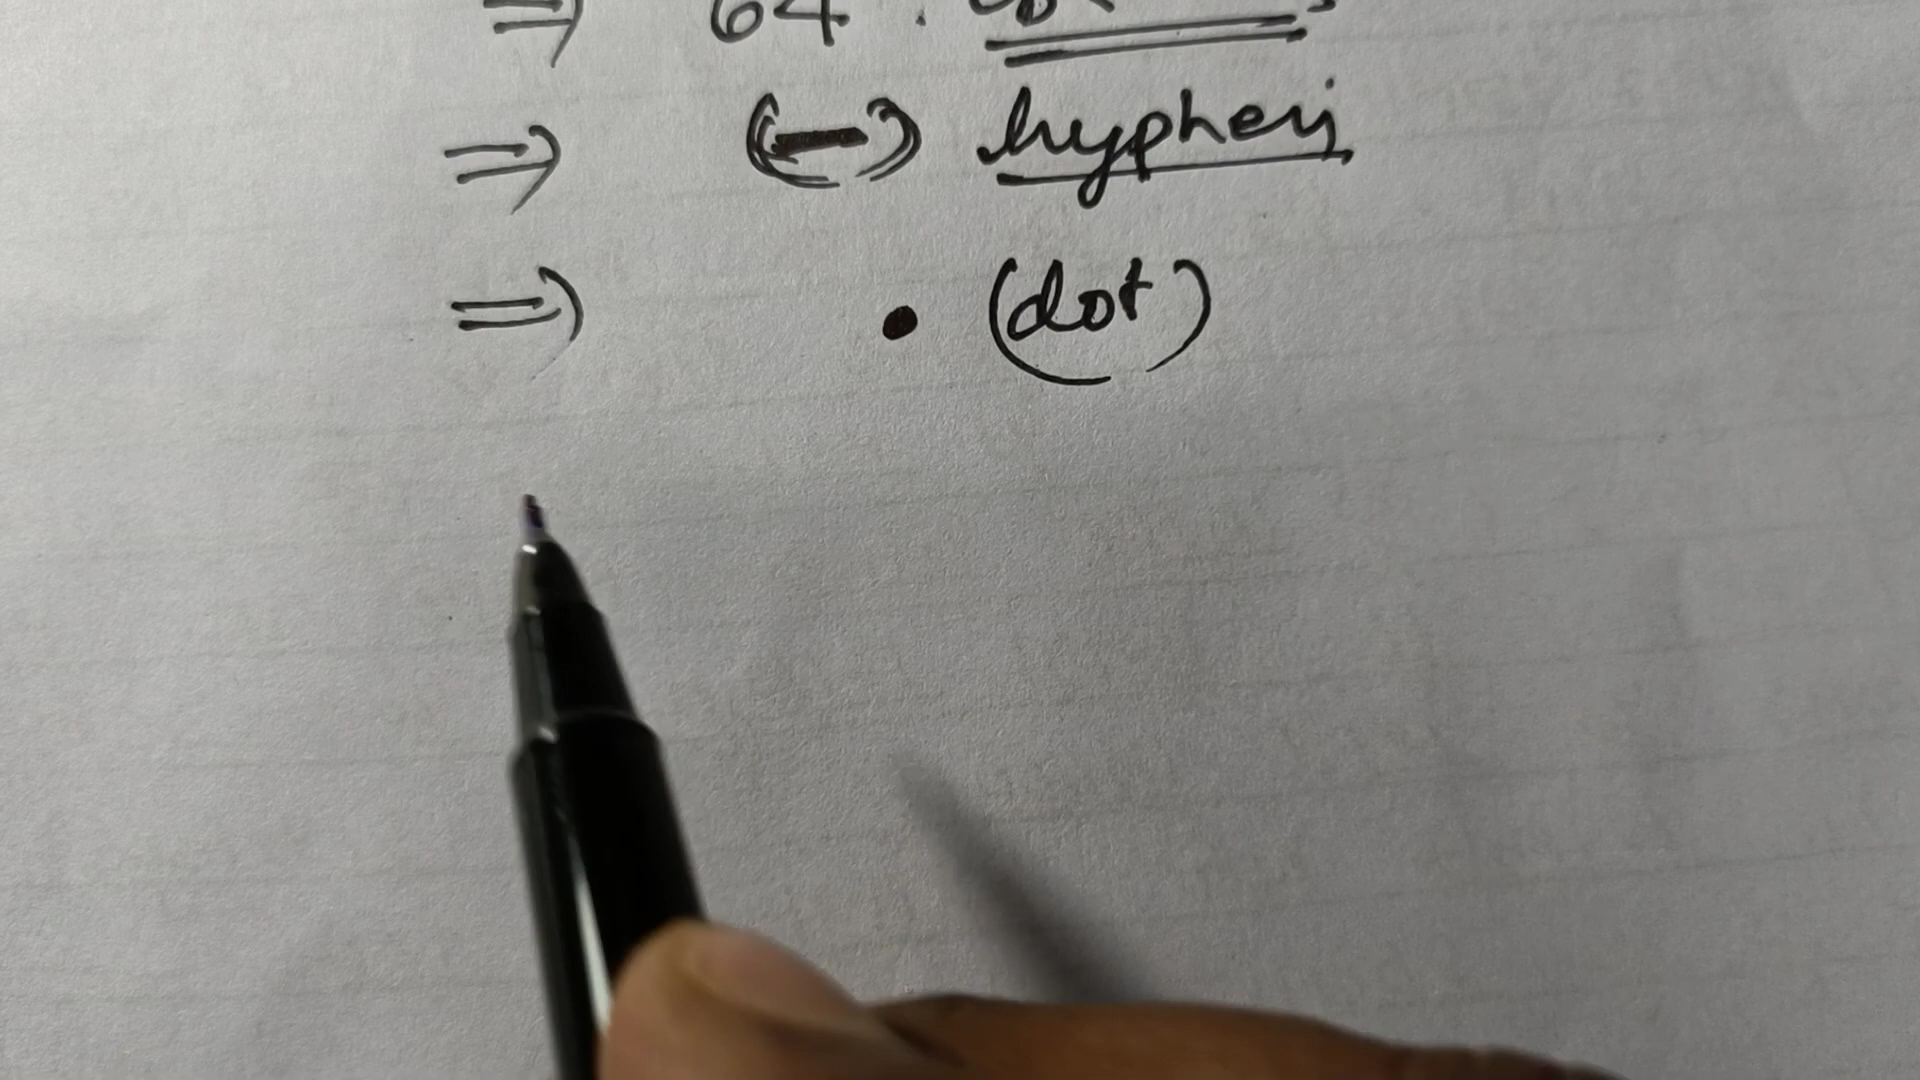 ⇒ 64
⇒ (-) hyphen
⇒ • (dot)